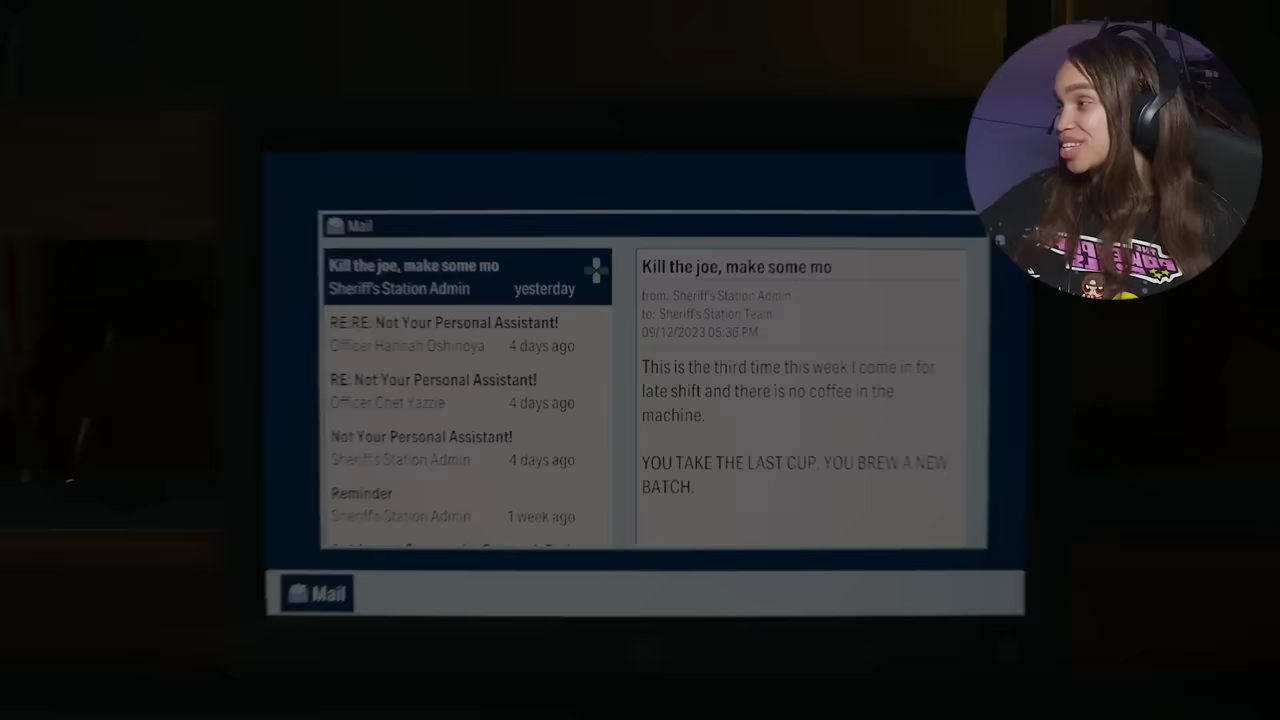 Mail
Kill the joe, make some mo
Sheriff's Station Admin yesterday
RE:RE: Not Your Personal Assistant!
Officer Hannah Oshinoya 4 days ago
RE: Not Your Personal Assistant!
Officer Chet Yazzie 4 days ago
Not Your Personal Assistant!
Sheriff's Station Admin 4 days ago
Reminder
Sheriff's Station Admin 1 week ago
Kill the joe, make some mo
from: Sheriff's Station Admin
to: Sheriff's Station Team
09/12/2023 05:36 PM
This is the third time this week I come in for
late shift and there is no coffee in the
machine.
YOU TAKE THE LAST CUP, YOU BREW A NEW
BATCH.
Mail
THE